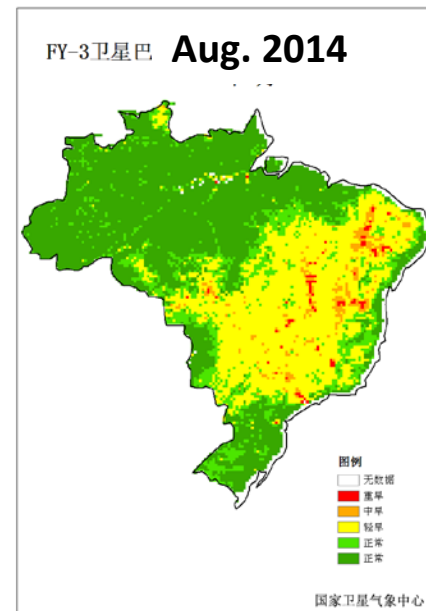 FY-3卫星巴 Aug. 2014
图例
无数据
重旱
中旱
轻旱
正常
正常
国家卫星气象中心